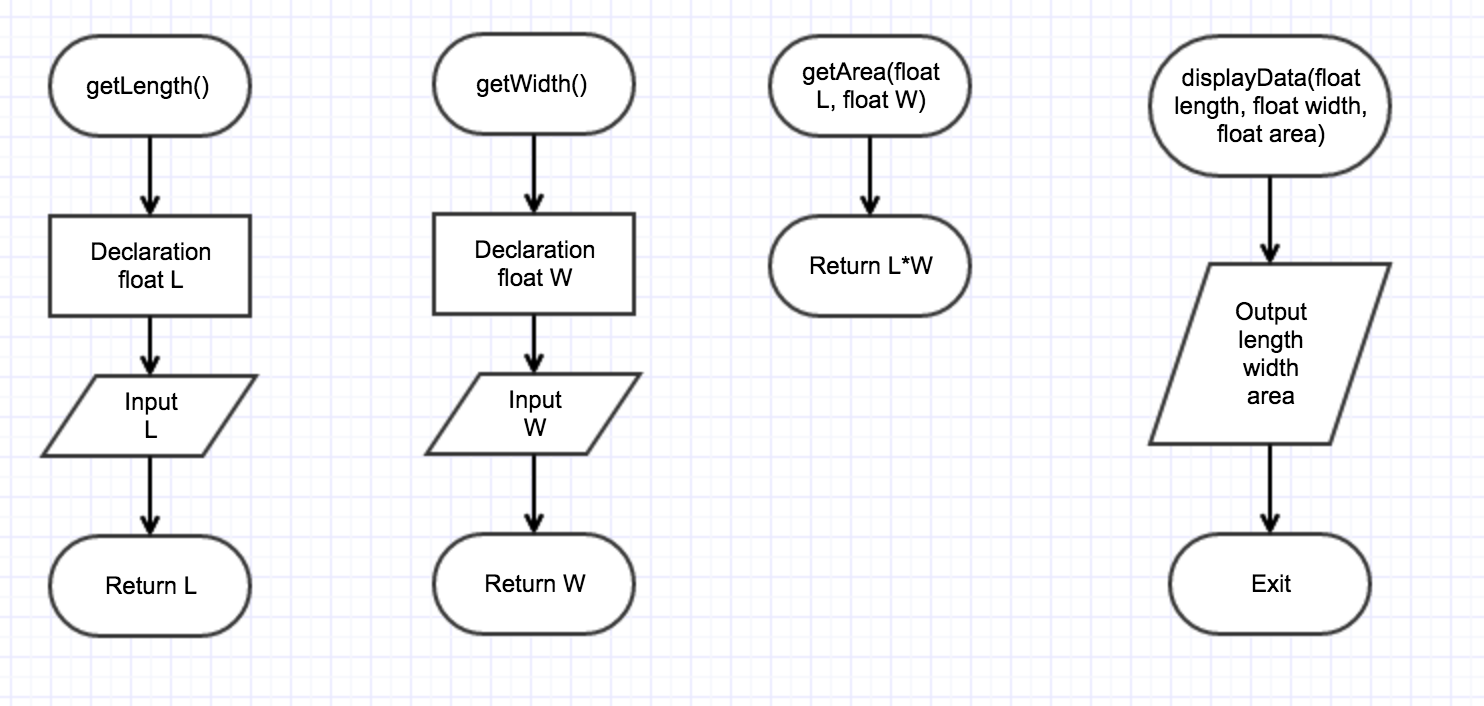 getLength()
Declaration
float L
Input
L
Return L
getWidth()
Declaration
float W
Input
W
Return W
getArea(float
L, float W)
Return L*W
displayData(float
length, float width,
float area)
Output
length
width
area
Exit